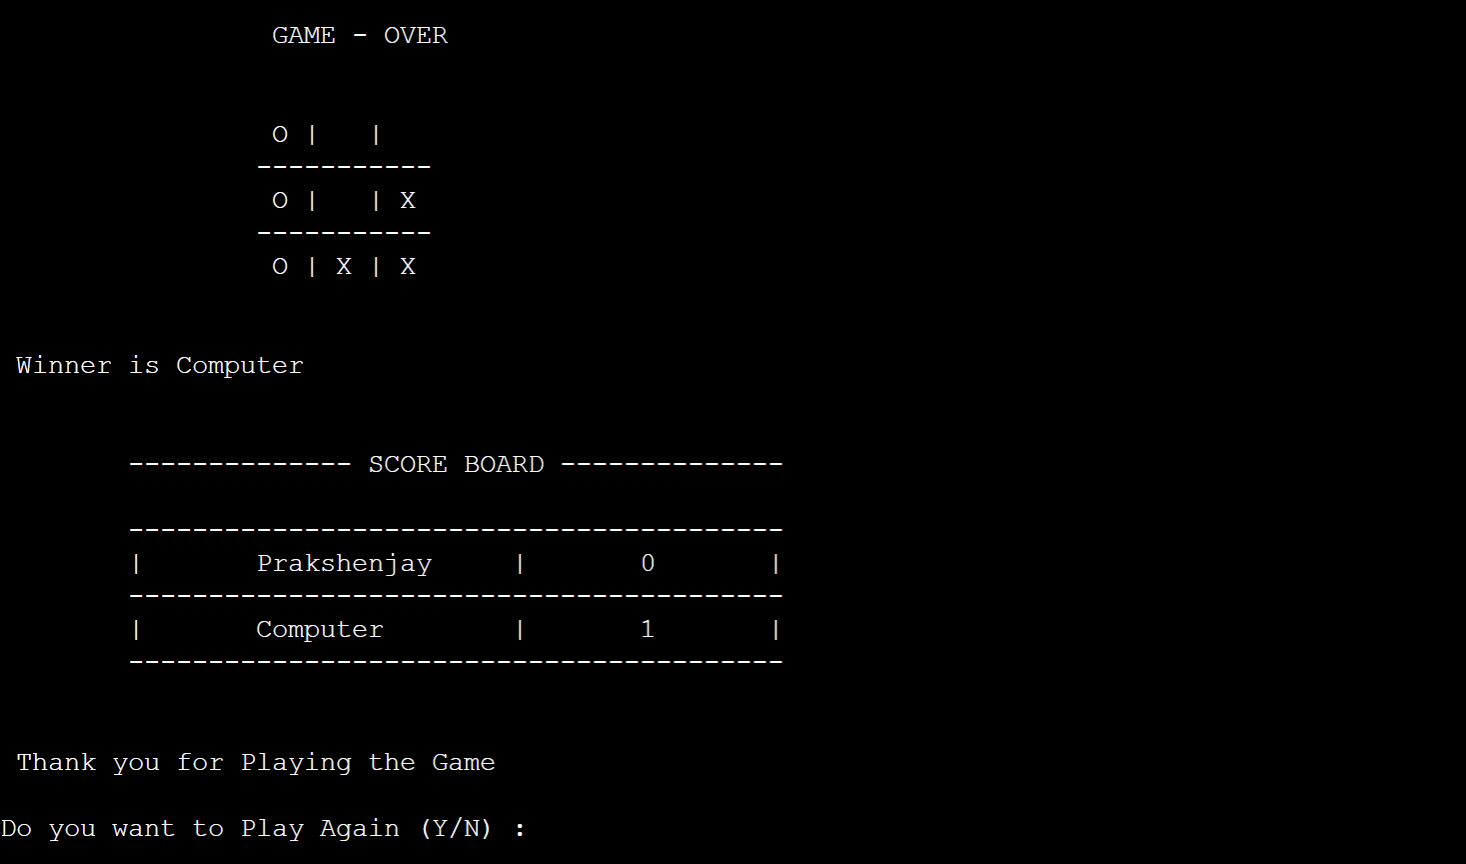 GAME - OVER
O |   |
-----------
O |   | X
-----------
O | X | X
Winner is Computer
-------------- SCORE BOARD --------------
-----------------------------------------
|       Prakshenjay     |       0       |
-----------------------------------------
|       Computer        |       1       |
-----------------------------------------
Thank you for Playing the Game
Do you want to Play Again (Y/N) :